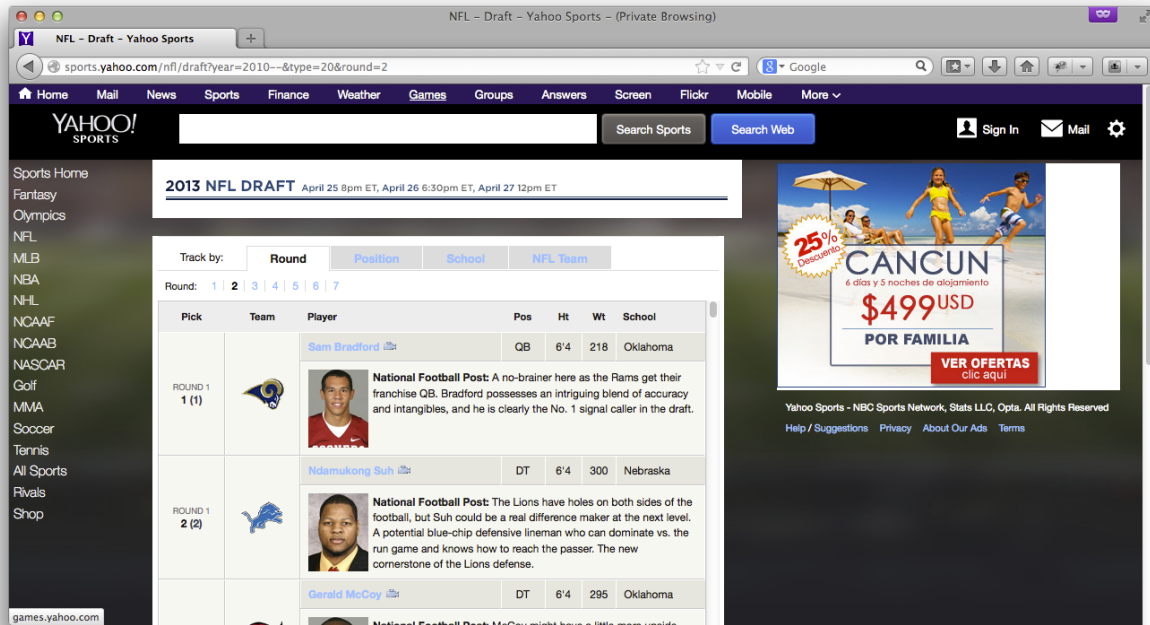 NFL – Draft – Yahoo Sports – (Private Browsing)
Y NFL – Draft – Yahoo Sports +
sports.yahoo.com/nfl/draft?year=2010--&type=20&round=2
8 Google
Home Mail News Sports Finance Weather Games Groups Answers Screen Flickr Mobile More
YAHOO!
SPORTS
Search Sports Search Web
Sign In Mail
Sports Home
Fantasy
Olympics
NFL
MLB
NBA
NHL
NCAAF
NCAAB
NASCAR
Golf
MMA
Soccer
Tennis
All Sports
Rivals
Shop
2013 NFL DRAFT April 25 8pm ET, April 26 6:30pm ET, April 27 12pm ET
Track by: Round Position School NFL Team
Round: 1 | 2 | 3 | 4 | 5 | 6 | 7
Pick Team Player Pos Ht Wt School
Sam Bradford QB 6'4 218 Oklahoma
ROUND 1
1 (1)
National Football Post: A no-brainer here as the Rams get their
franchise QB. Bradford possesses an intriguing blend of accuracy
and intangibles, and he is clearly the No. 1 signal caller in the draft.
Ndamukong Suh DT 6'4 300 Nebraska
ROUND 1
2 (2)
National Football Post: The Lions have holes on both sides of the
football, but Suh could be a real difference maker at the next level.
A potential blue-chip defensive lineman who can dominate vs. the
run game and knows how to reach the passer. The new
cornerstone of the Lions defense.
Gerald McCoy DT 6'4 295 Oklahoma
National Football Post: McCoy might have a little more upside
25%
Descuento
CANCUN
6 días y 5 noches de alojamiento
$499USD
POR FAMILIA
VER OFERTAS
clic aqui
Yahoo Sports - NBC Sports Network, Stats LLC, Opta. All Rights Reserved
Help / Suggestions Privacy About Our Ads Terms
games.yahoo.com